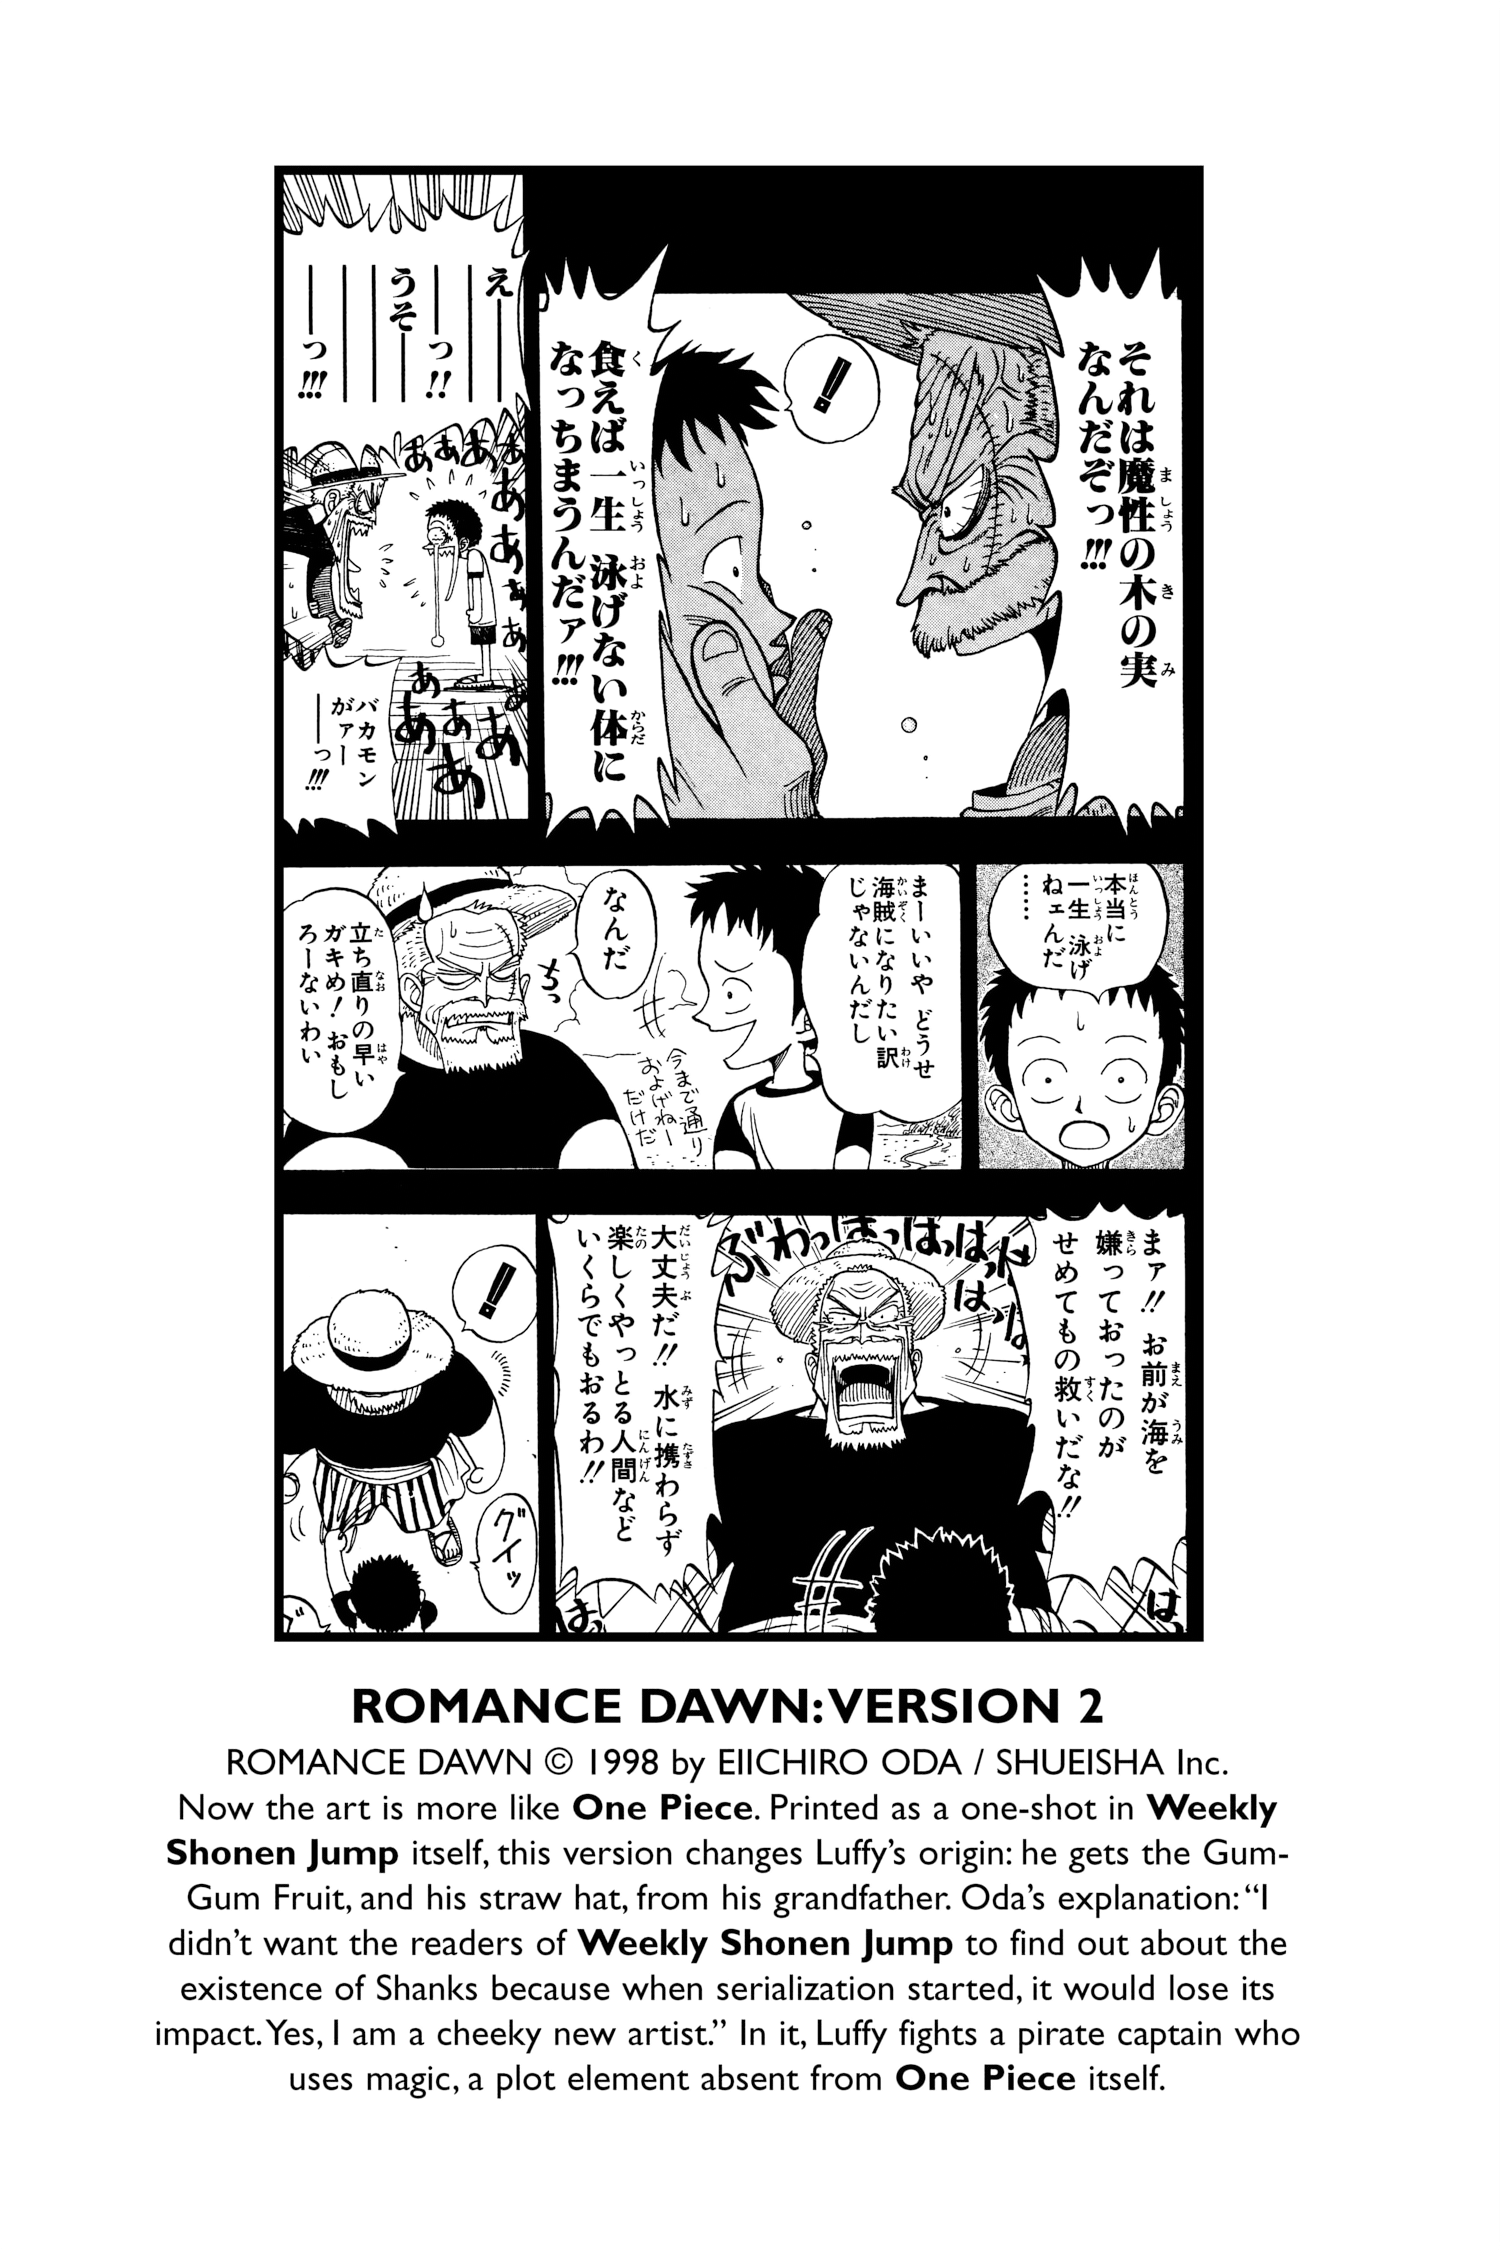 それは魔性の木の実
なんだぞっ!!!
!
食えば一生 泳げない体に
なっちまうんだァ!!!
え————っ!!
うそ————っ!!!
ああああああああ
ああああああ
バカモン
がァー——っ!!!
本当に
一生 泳げ
ねェんだ
……
まーいいや どうせ
海賊になりたい訳
じゃないんだし
今まで通り
およげねー
だけだ
なんだ
ちっ
立ち直りの早い
ガキめ! おもし
ろーないわい
まァ!! お前が海を
嫌っておったのが
せめてもの救いだな!!
ぶわっはっはっはっはっはっ
大丈夫だ!! 水に携わらず
楽しくやっとる人間など
いくらでもおるわ!!
はっ
はっ
!
グイッ
ROMANCE DAWN: VERSION 2
ROMANCE DAWN © 1998 by EIICHIRO ODA / SHUEISHA Inc.
Now the art is more like One Piece. Printed as a one-shot in Weekly
Shonen Jump itself, this version changes Luffy’s origin: he gets the Gum-
Gum Fruit, and his straw hat, from his grandfather. Oda’s explanation: “I
didn’t want the readers of Weekly Shonen Jump to find out about the
existence of Shanks because when serialization started, it would lose its
impact. Yes, I am a cheeky new artist.” In it, Luffy fights a pirate captain who
uses magic, a plot element absent from One Piece itself.